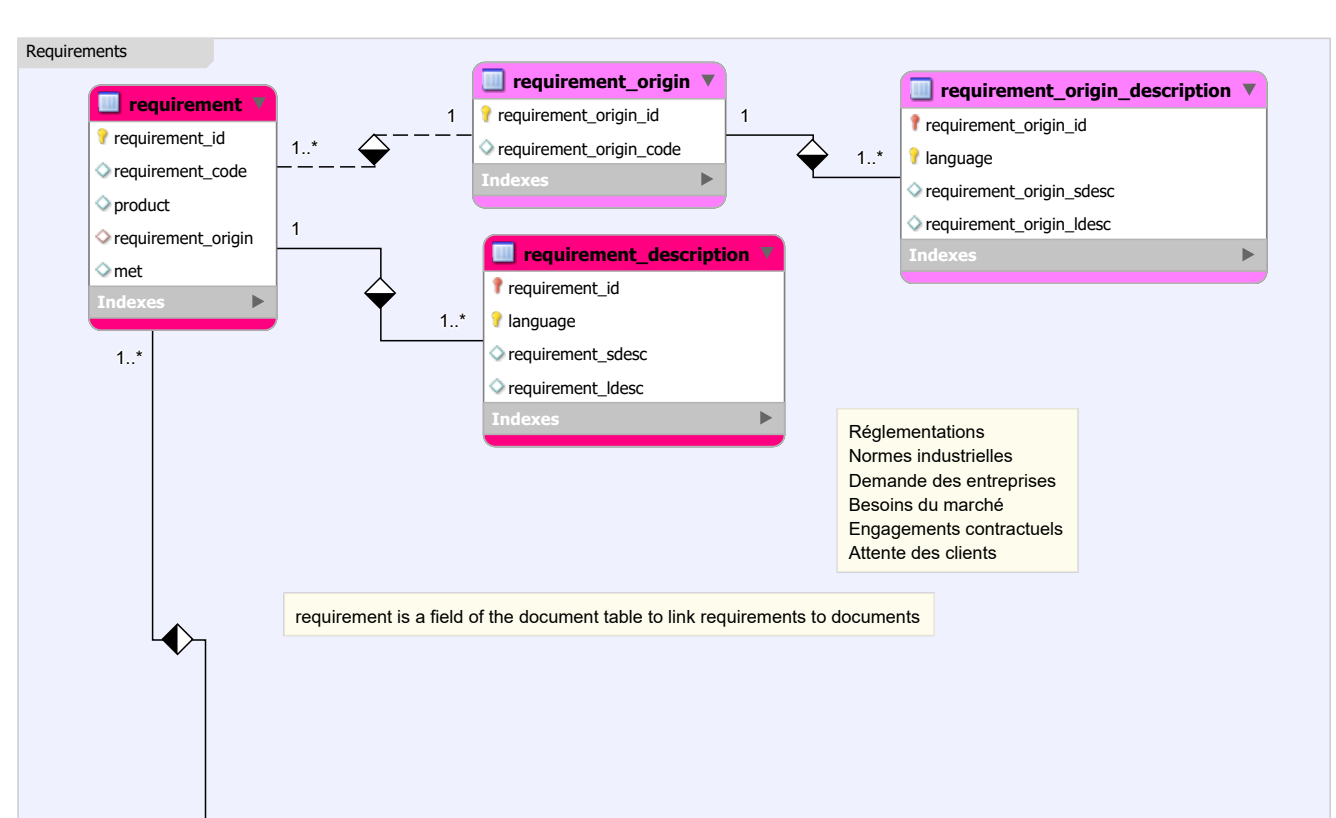 Requirements
requirement
requirement_id
requirement_code
product
requirement_origin
met
Indexes
1..*
1
requirement_origin
requirement_origin_id
requirement_origin_code
Indexes
1
1..*
requirement_origin_description
requirement_origin_id
language
requirement_origin_sdesc
requirement_origin_ldesc
Indexes
1
1..*
requirement_description
requirement_id
language
requirement_sdesc
requirement_ldesc
Indexes
1..*
Réglementations
Normes industrielles
Demande des entreprises
Besoins du marché
Engagements contractuels
Attente des clients
requirement is a field of the document table to link requirements to documents